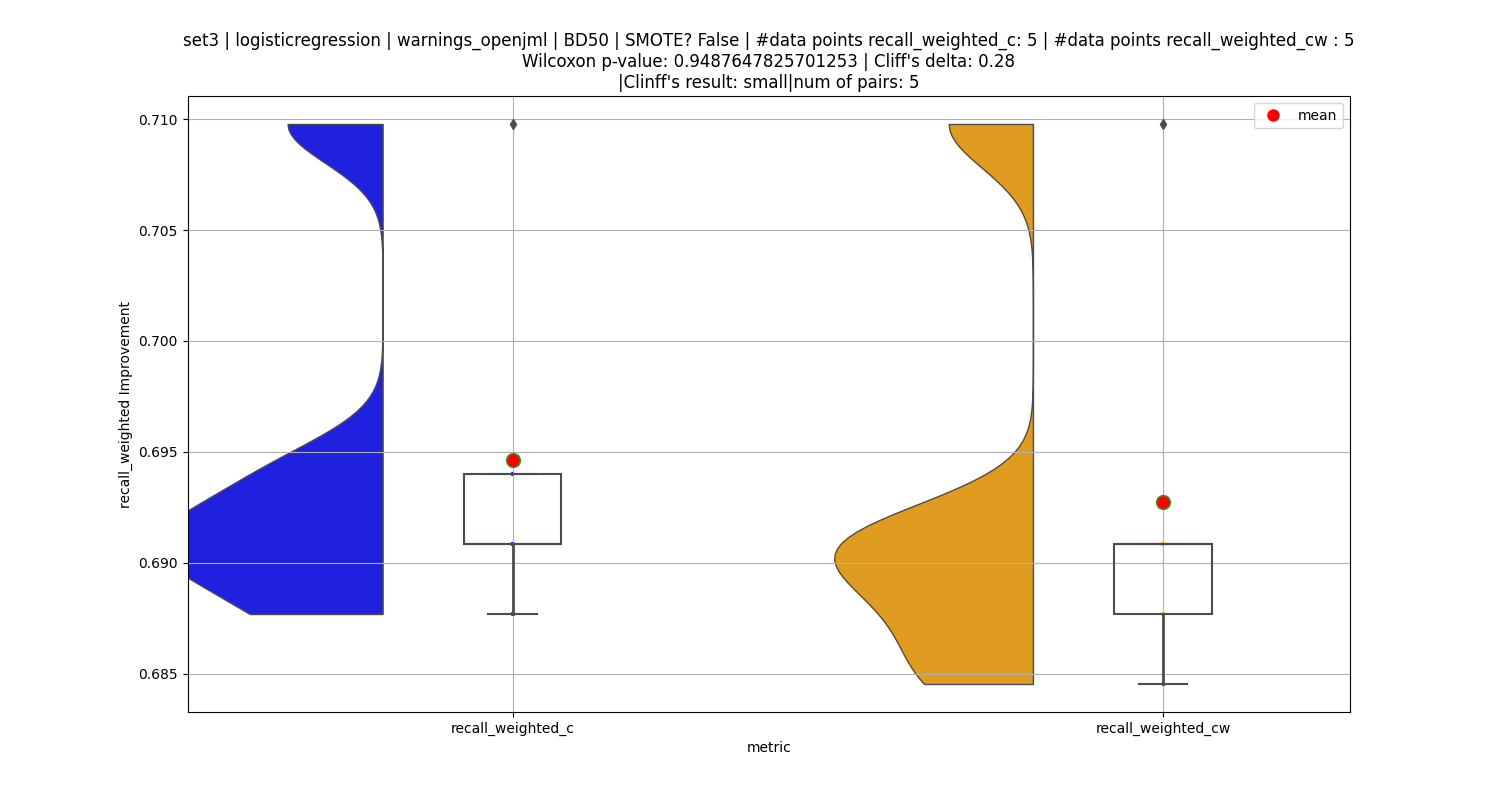 set3 | logisticregression | warnings_openjml | BD50 | SMOTE? False | #data points recall_weighted_c: 5 | #data points recall_weighted_cw : 5
Wilcoxon p-value: 0.9487647825701253 | Cliff's delta: 0.28
|Clinff's result: small|num of pairs: 5
mean
0.710
0.705
0.700
0.695
0.690
0.685
recall_weighted Improvement
recall_weighted_c
recall_weighted_cw
metric